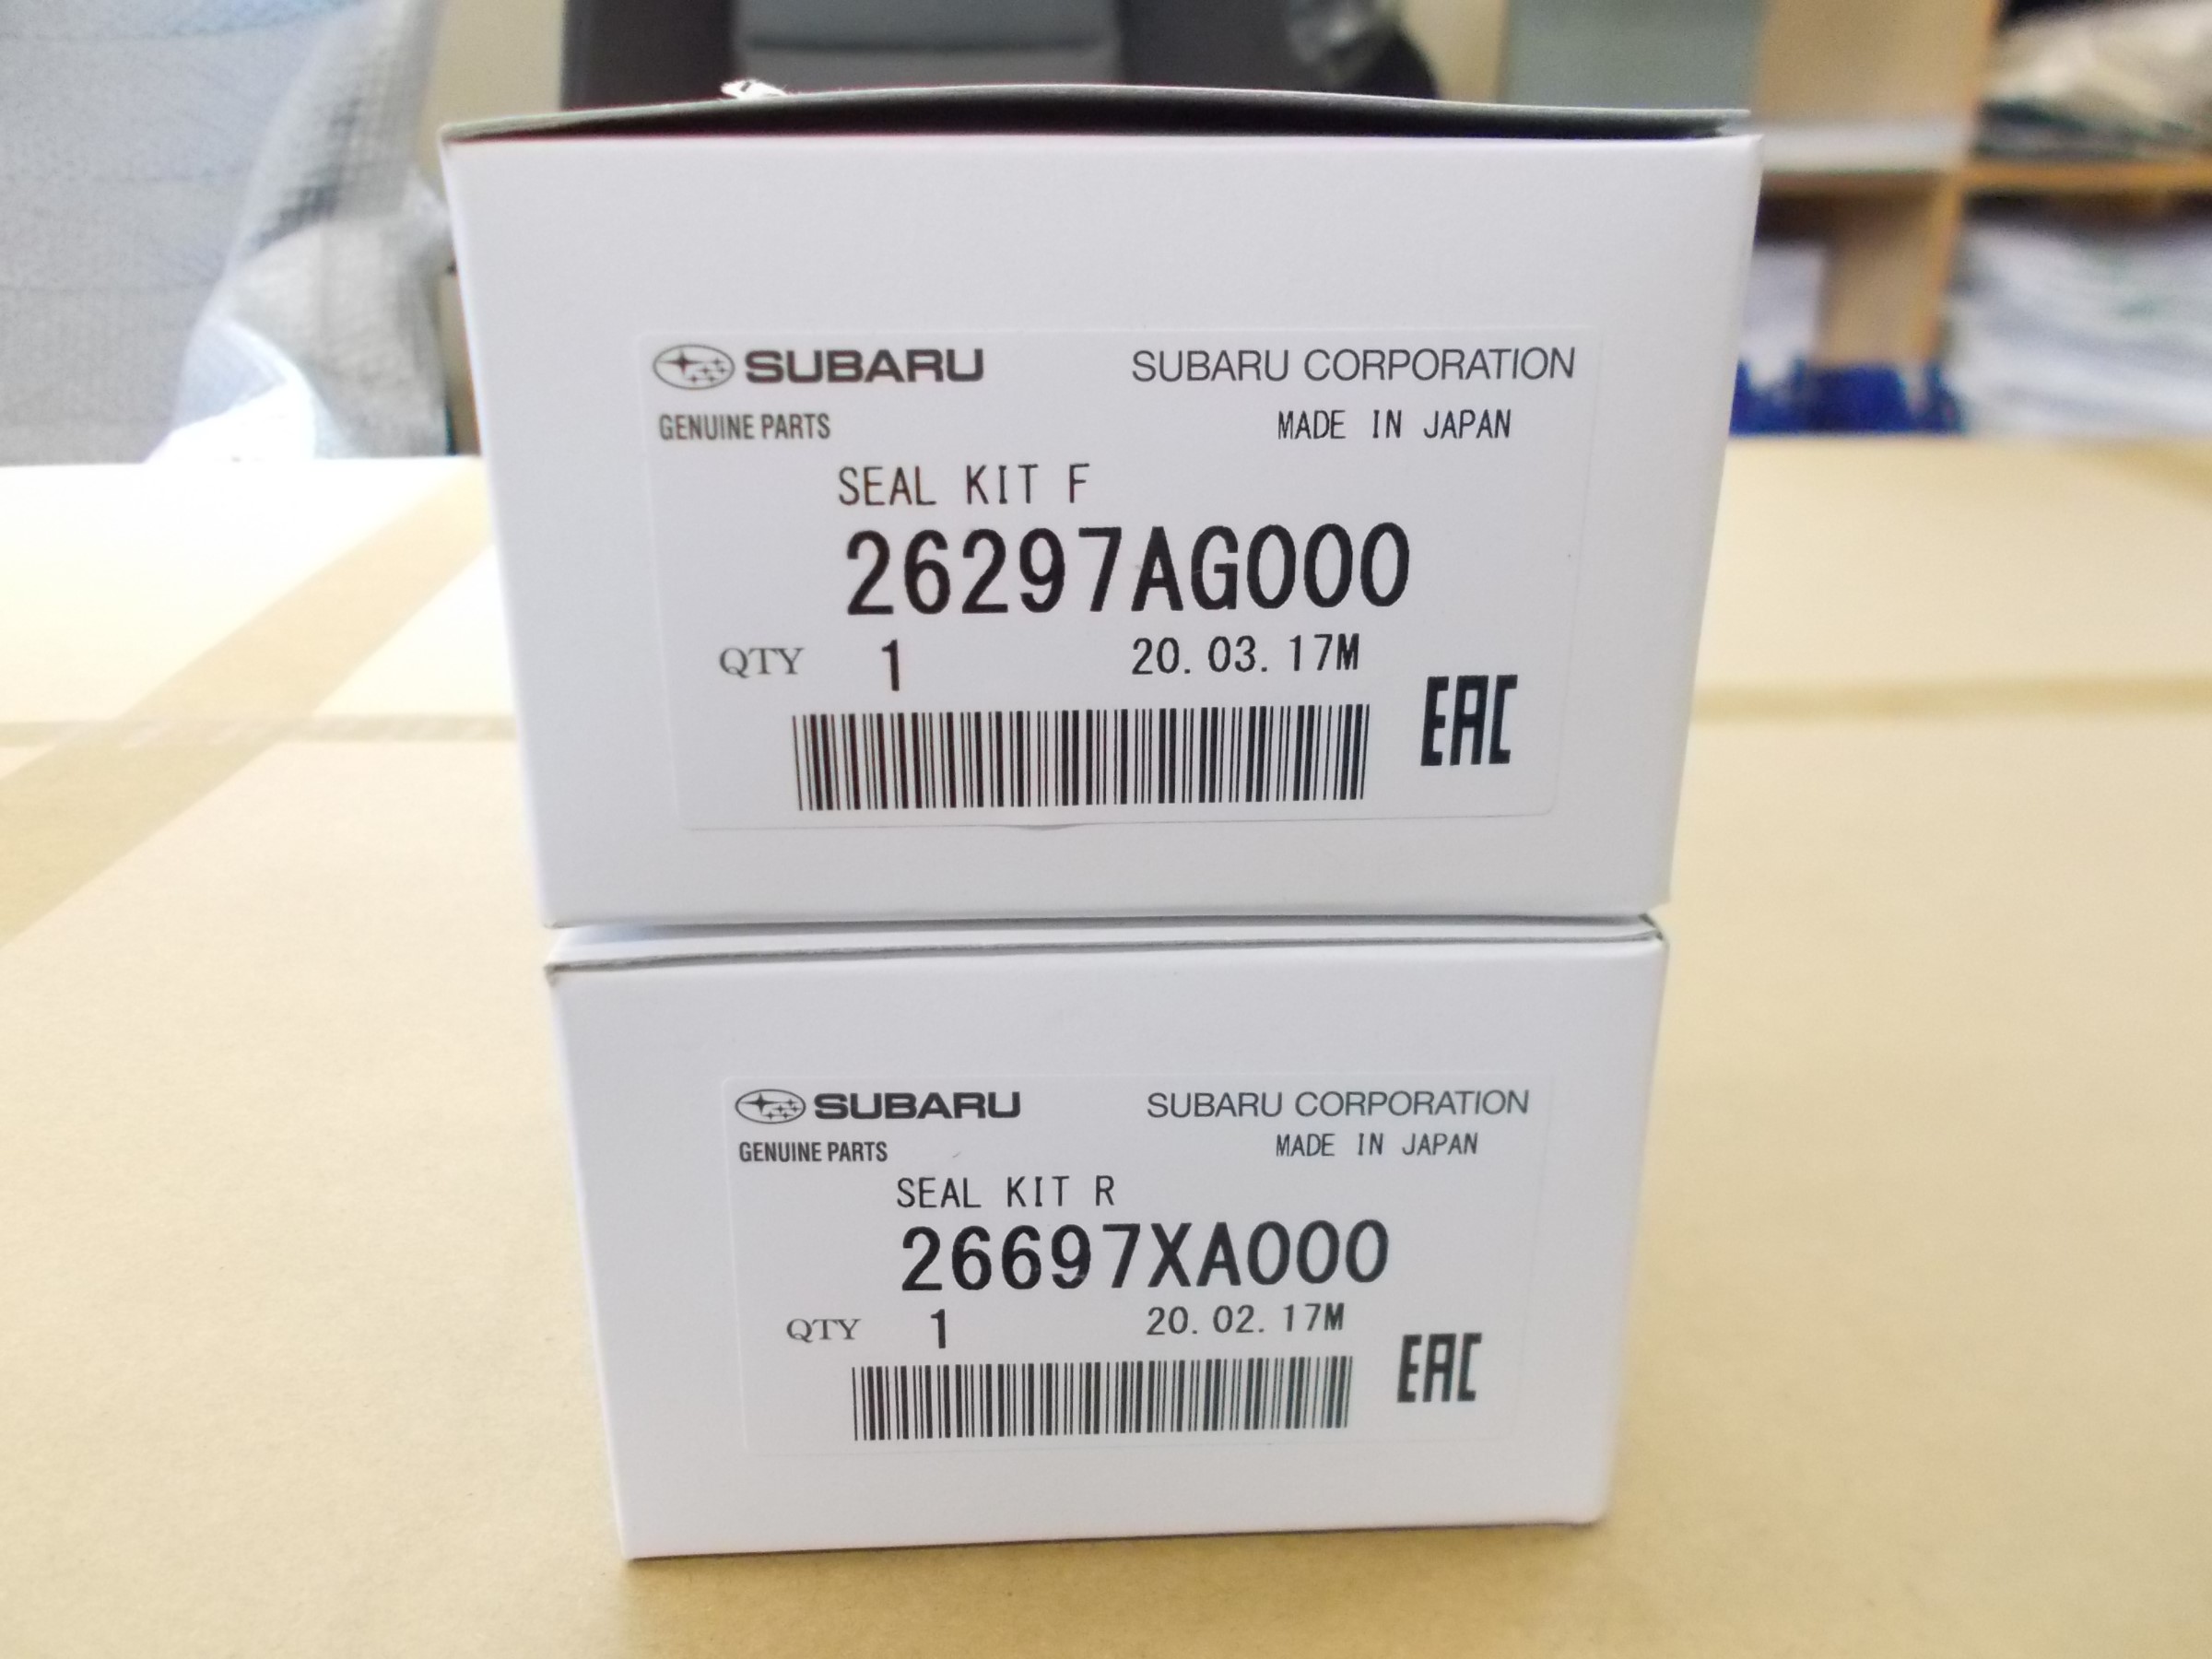 SUBARU SUBARU CORPORATION
GENUINE PARTS MADE IN JAPAN
SEAL KIT F
26297AG000
QTY 1 20.03.17M
EAC
SUBARU SUBARU CORPORATION
GENUINE PARTS MADE IN JAPAN
SEAL KIT R
26697XA000
QTY 1 20.02.17M
EAC